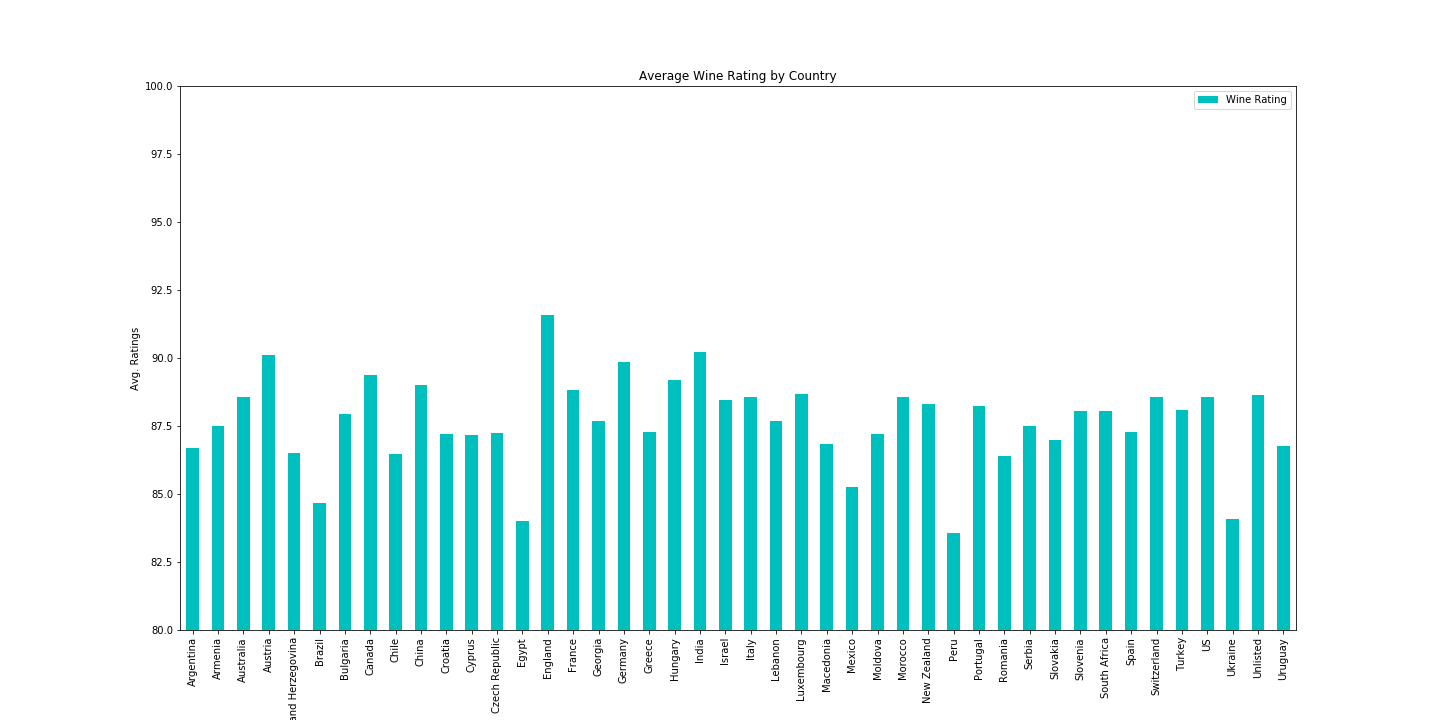 Average Wine Rating by Country
Wine Rating
100.0
97.5
95.0
92.5
90.0
87.5
85.0
82.5
80.0
Avg. Ratings
Argentina
Armenia
Australia
Austria
and Herzegovina
Brazil
Bulgaria
Canada
Chile
China
Croatia
Cyprus
Czech Republic
Egypt
England
France
Georgia
Germany
Greece
Hungary
India
Israel
Italy
Lebanon
Luxembourg
Macedonia
Mexico
Moldova
Morocco
New Zealand
Peru
Portugal
Romania
Serbia
Slovakia
Slovenia
South Africa
Spain
Switzerland
Turkey
US
Ukraine
Unlisted
Uruguay